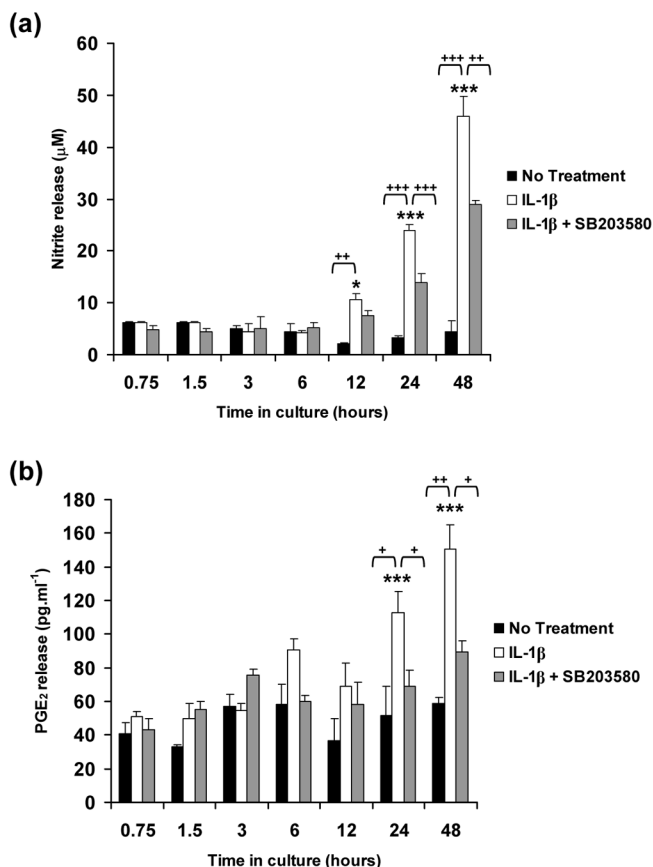 (a)
60
50
40
30
20
10
0
Nitrite release (μM)
+++ ++
***
+++ +++
***
++
*
No Treatment
IL-1β
IL-1β + SB203580
0.75 1.5 3 6 12 24 48
Time in culture (hours)
(b)
180
160
140
120
100
80
60
40
20
0
PGE₂ release (pg.ml⁻¹)
++ +
***
+ +
***
No Treatment
IL-1β
IL-1β + SB203580
0.75 1.5 3 6 12 24 48
Time in culture (hours)